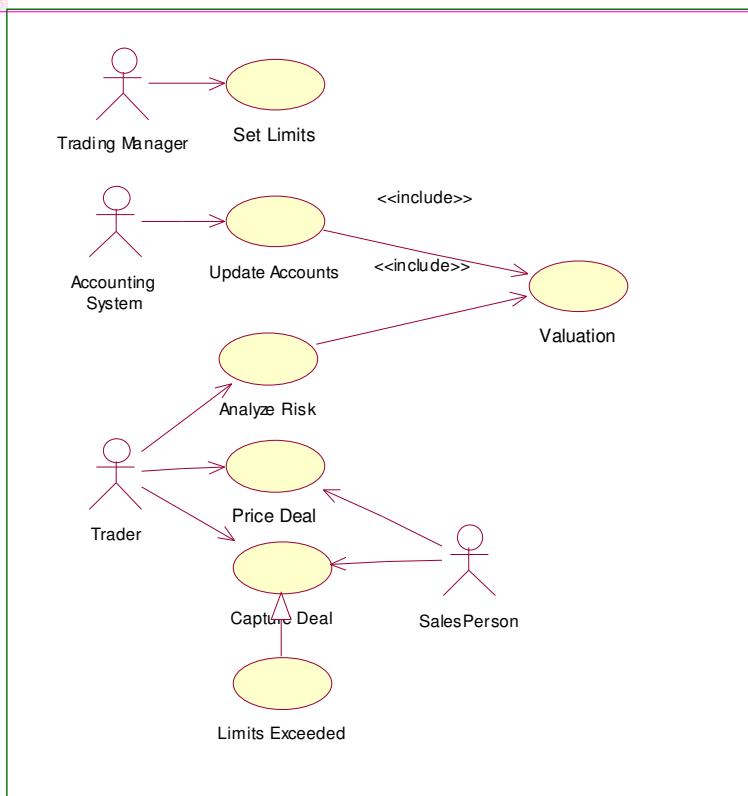 Set Limits
Trading Manager
<<include>>
Update Accounts
<<include>>
Accounting
System
Valuation
Analyze Risk
Price Deal
Trader
Capture Deal
SalesPerson
Limits Exceeded